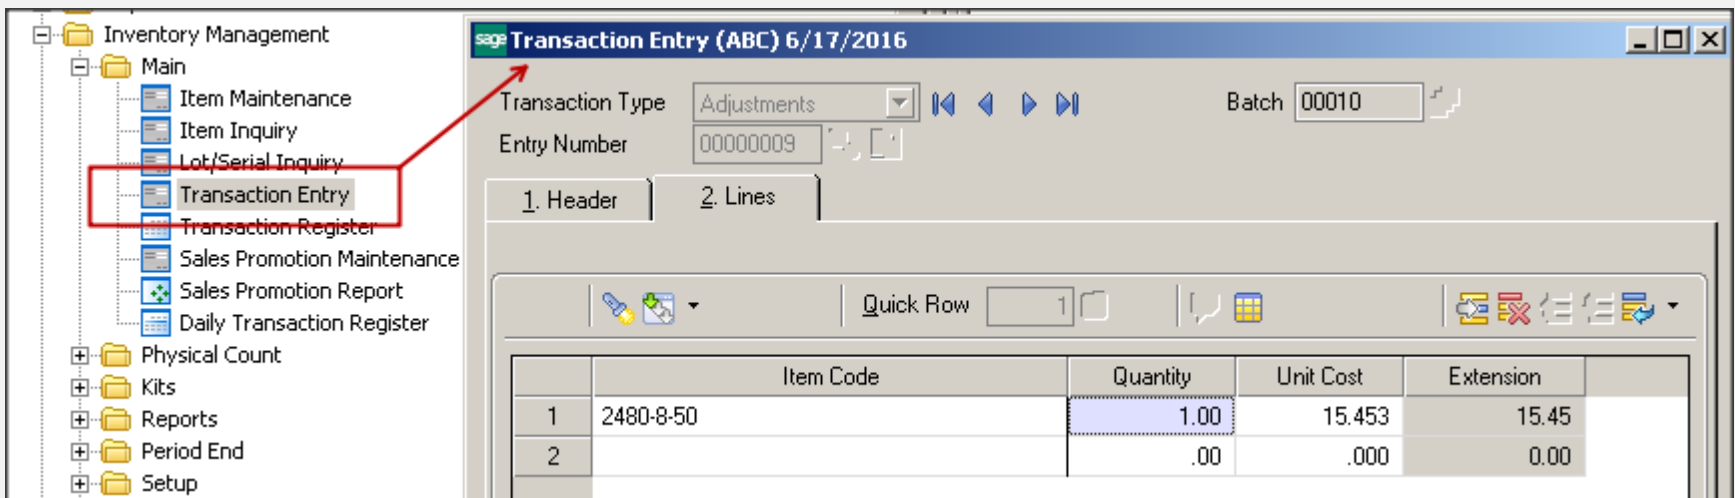 Inventory Management
Main
Item Maintenance
Item Inquiry
Lot/Serial Inquiry
Transaction Entry
Transaction Register
Sales Promotion Maintenance
Sales Promotion Report
Daily Transaction Register
Physical Count
Kits
Reports
Period End
Setup
sage Transaction Entry (ABC) 6/17/2016
Transaction Type Adjustments Batch 00010
Entry Number 00000009
1. Header 2. Lines
Quick Row 1
Item Code Quantity Unit Cost Extension
1 2480-8-50 1.00 15.453 15.45
2 .00 .000 0.00